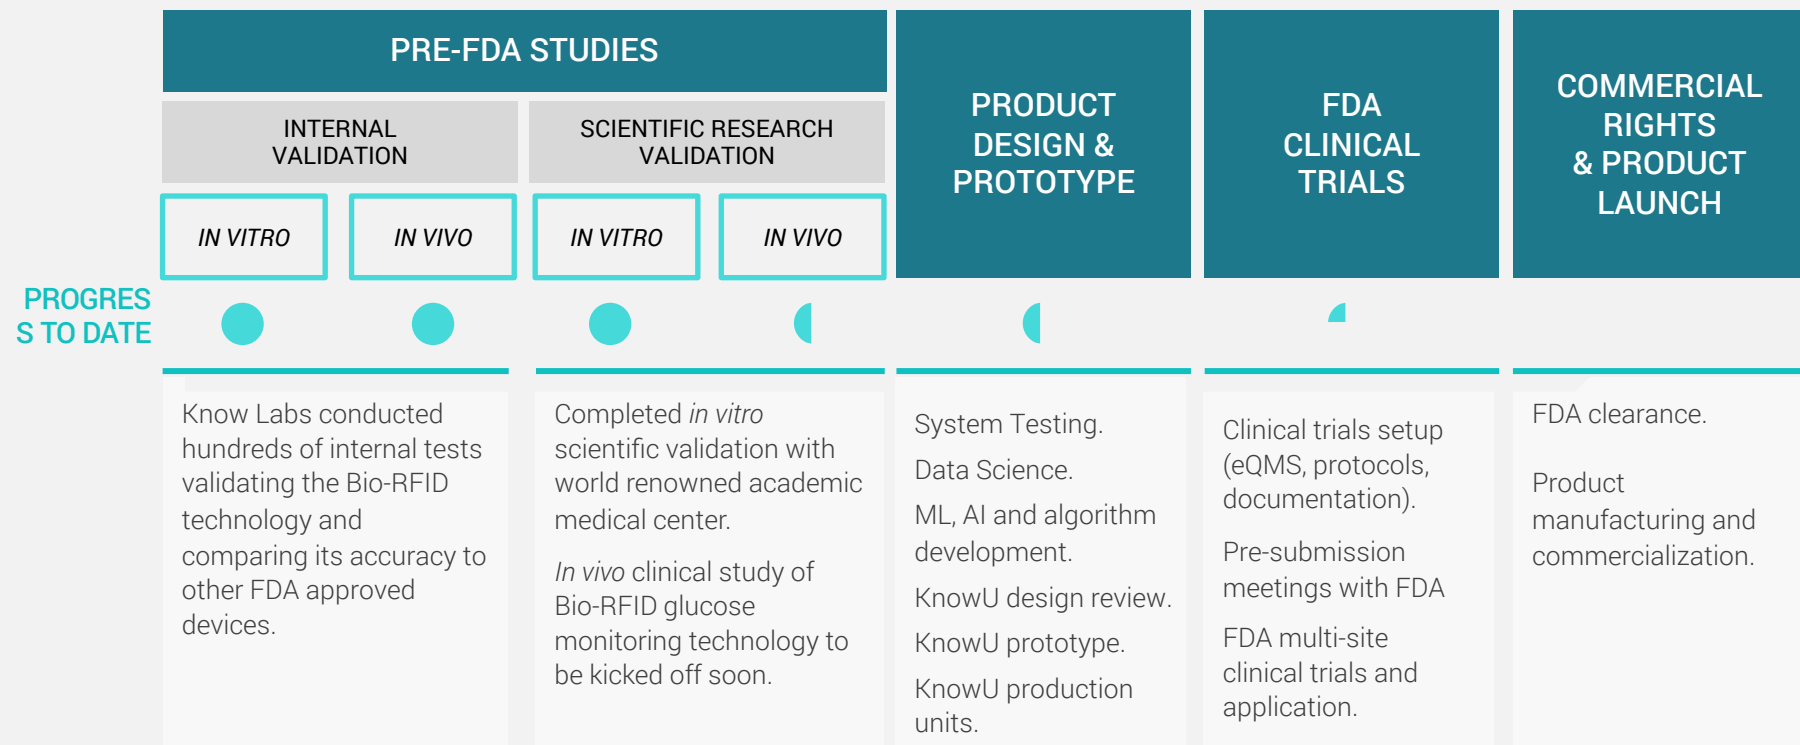 PRE-FDA STUDIES
INTERNAL
VALIDATION
SCIENTIFIC RESEARCH
VALIDATION
IN VITRO
IN VIVO
IN VITRO
IN VIVO
PRODUCT
DESIGN &
PROTOTYPE
FDA
CLINICAL
TRIALS
COMMERCIAL
RIGHTS
& PRODUCT
LAUNCH
PROGRES
S TO DATE
Know Labs conducted
hundreds of internal tests
validating the Bio-RFID
technology and
comparing its accuracy to
other FDA approved
devices.
Completed in vitro
scientific validation with
world renowned academic
medical center.
In vivo clinical study of
Bio-RFID glucose
monitoring technology to
be kicked off soon.
System Testing.
Data Science.
ML, AI and algorithm
development.
KnowU design review.
KnowU prototype.
KnowU production
units.
Clinical trials setup
(eQMS, protocols,
documentation).
Pre-submission
meetings with FDA
FDA multi-site
clinical trials and
application.
FDA clearance.
Product
manufacturing and
commercialization.